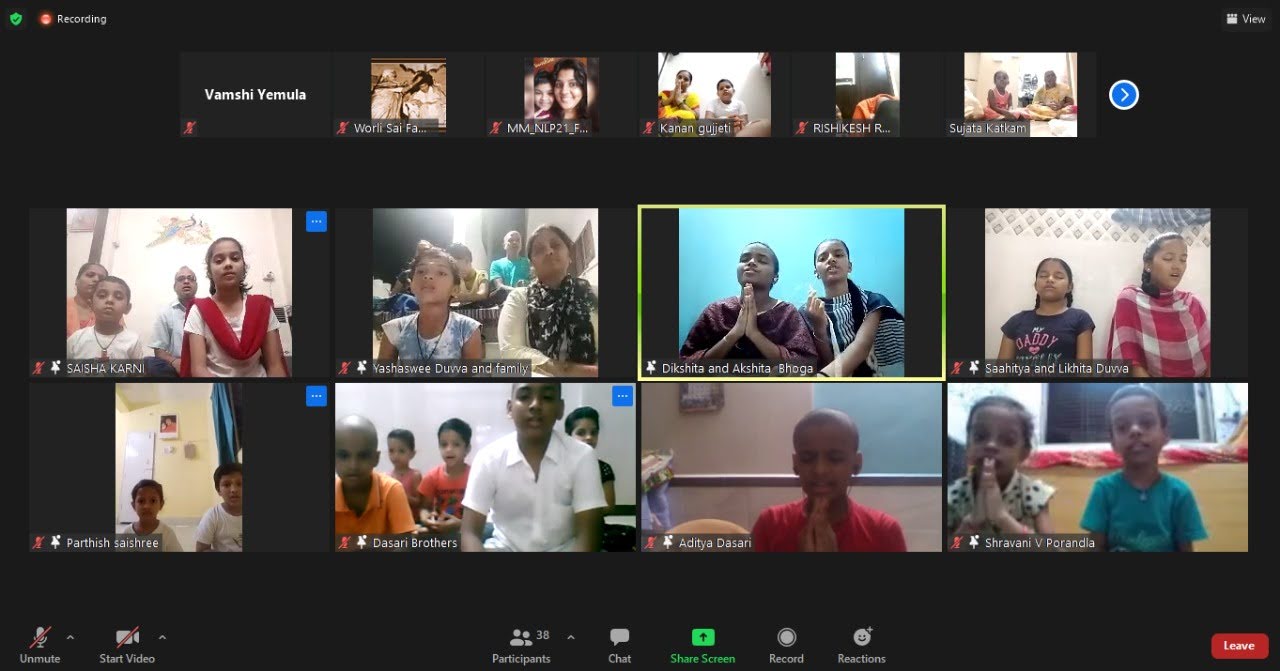 Recording
View
Vamshi Yemula
Worli Sai Fa...
MM_NLP21_F...
Kanan gujjeti
RISHIKESH R...
Sujata Katkam
SAISHA KARNI
Yashaswee Duvva and family
Dikshita and Akshita Bhoga
Saahitya and Likhita Duvva
MY
DADDY
Parthish saishree
Dasari Brothers
Aditya Dasari
Shravani V Porandla
Unmute
Start Video
38
Participants
Chat
Share Screen
Record
Reactions
Leave